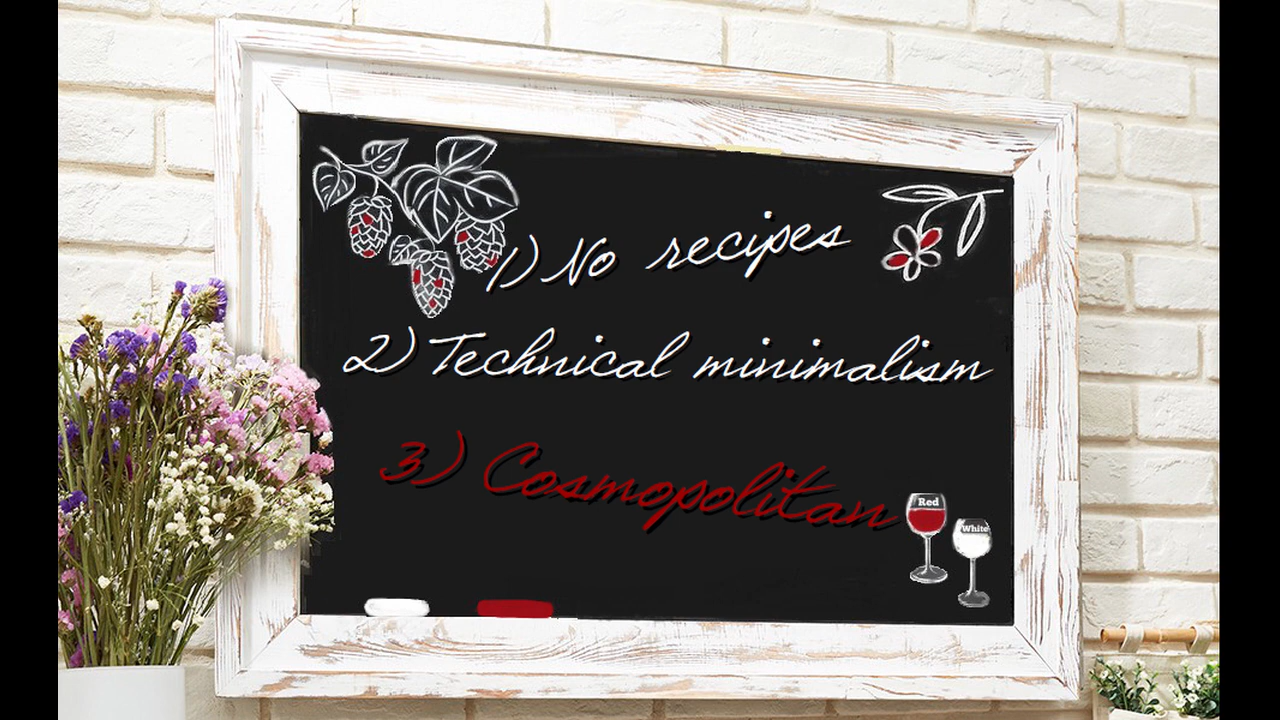 1) No recipes
2) Technical minimalism
3) Cosmopolitan
Red
White